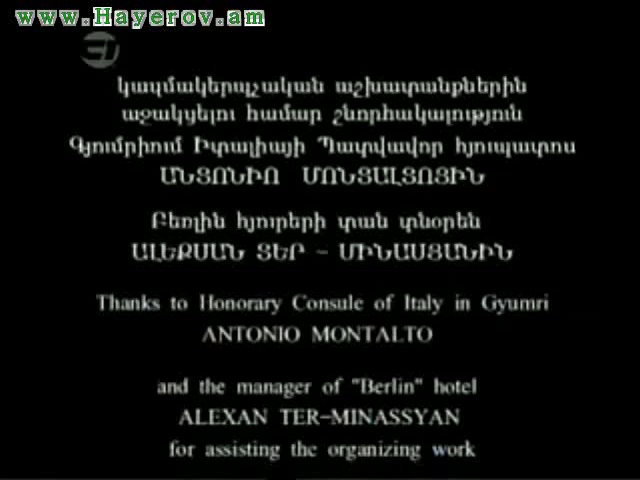 www.Hayerov.am
կազմակերպչական աշխատանքներին
աջակցելու համար շնորհակալություն
Գյումրիում Իտալիայի Պատվավոր հյուպատոս
ԱՆՏՈՆԻՈ ՄՈՆՏԱԼՏՈՅԻՆ
Բեռլին հյուրերի տան տնօրեն
ԱԼԵՔՍԱՆ ՏԵՐ - ՄԻՆԱՍՅԱՆԻՆ
Thanks to Honorary Consule of Italy in Gyumri
ANTONIO MONTALTO
and the manager of "Berlin" hotel
ALEXAN TER-MINASSYAN
for assisting the organizing work